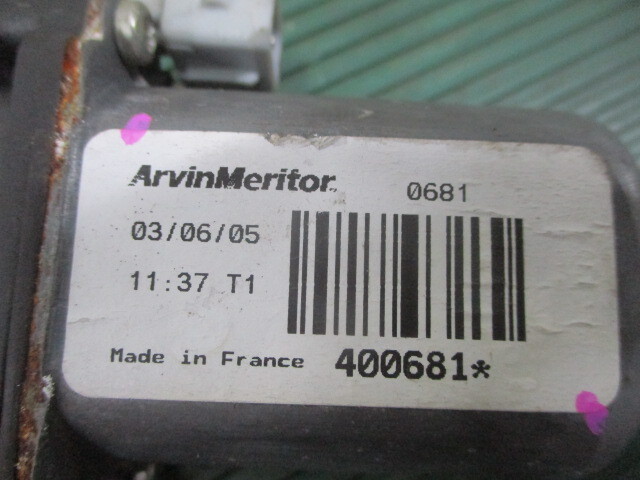 ArvinMeritor 0681
03/06/05
11:37 T1
Made in France 400681*